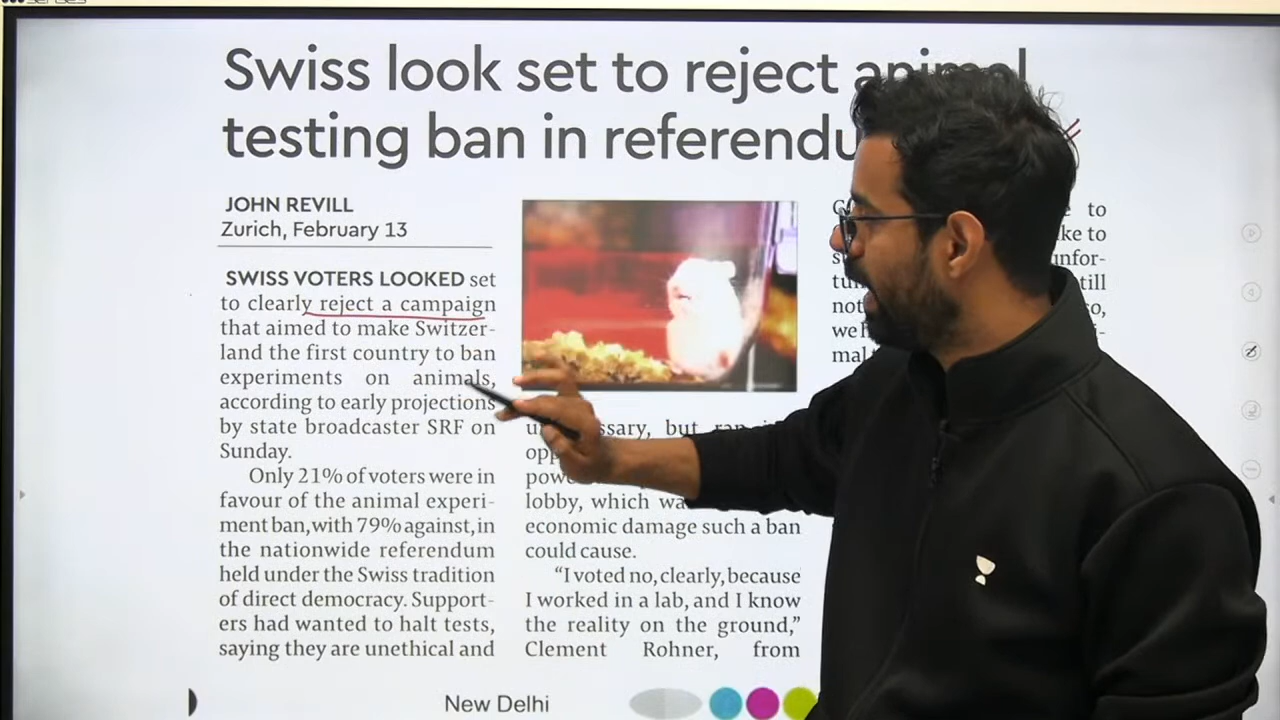 Swiss look set to reject animal
testing ban in
JOHN REVILL
Zurich, February 13
SWISS VOTERS LOOKED set
to clearly reject a campaign
that aimed to make Switzer-
land the first country to ban
experiments on animals,
according to early projections
by state broadcaster SRF on
Sunday.
Only 21% of voters were in
favour of the animal experi-
ment ban, with 79% against, in
the nationwide referendum
held under the Swiss tradition
of direct democracy. Support-
ers had wanted to halt tests,
saying they are unethical and
but
lobby, which
economic damage such a ban
could cause.
“I voted no, clearly, because
I worked in a lab, and I know
the reality on the ground,”
Clement Rohner, from
to
to
unfor-
till
New Delhi